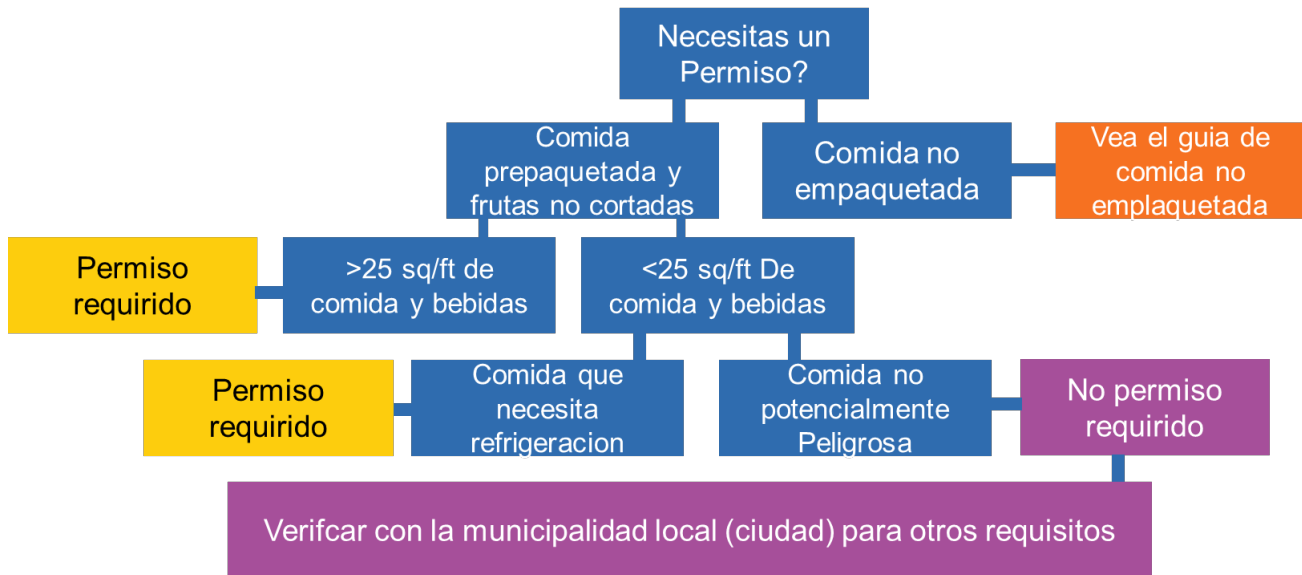 Necesitas un
Permiso?
Comida
prepaquetada y
frutas no cortadas
Comida no
empaquetada
Vea el guia de
comida no
emplaquetada
Permiso
requirido
>25 sq/ft de
comida y bebidas
<25 sq/ft De
comida y bebidas
Permiso
requirido
Comida que
necesita
refrigeracion
Comida no
potencialmente
Peligrosa
No permiso
requirido
Verifcar con la municipalidad local (ciudad) para otros requisitos